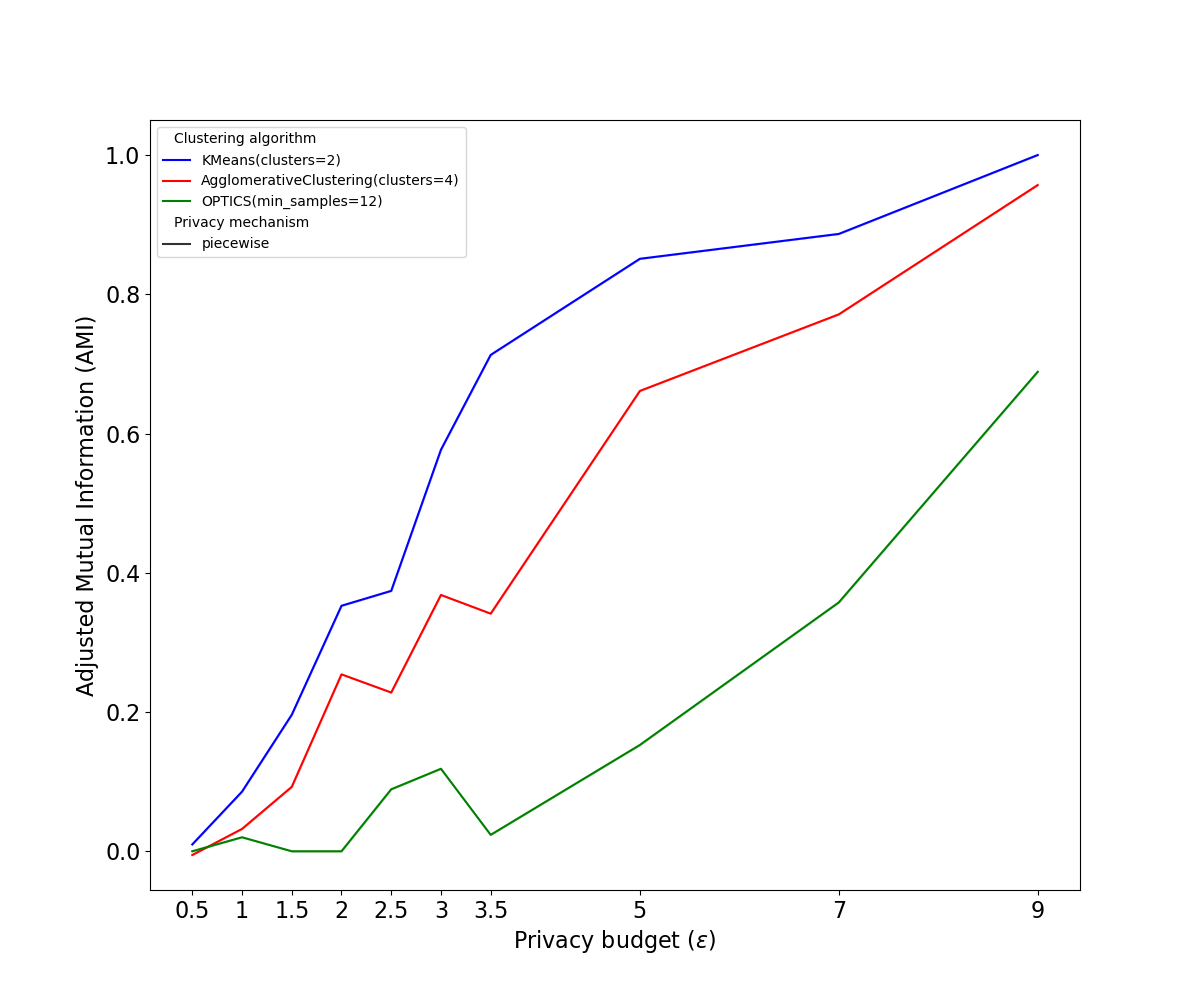 Clustering algorithm
KMeans(clusters=2)
AgglomerativeClustering(clusters=4)
OPTICS(min_samples=12)
Privacy mechanism
piecewise
1.0
0.8
0.6
0.4
0.2
0.0
Adjusted Mutual Information (AMI)
0.5 1 1.5 2 2.5 3 3.5 5 7 9
Privacy budget (ε)